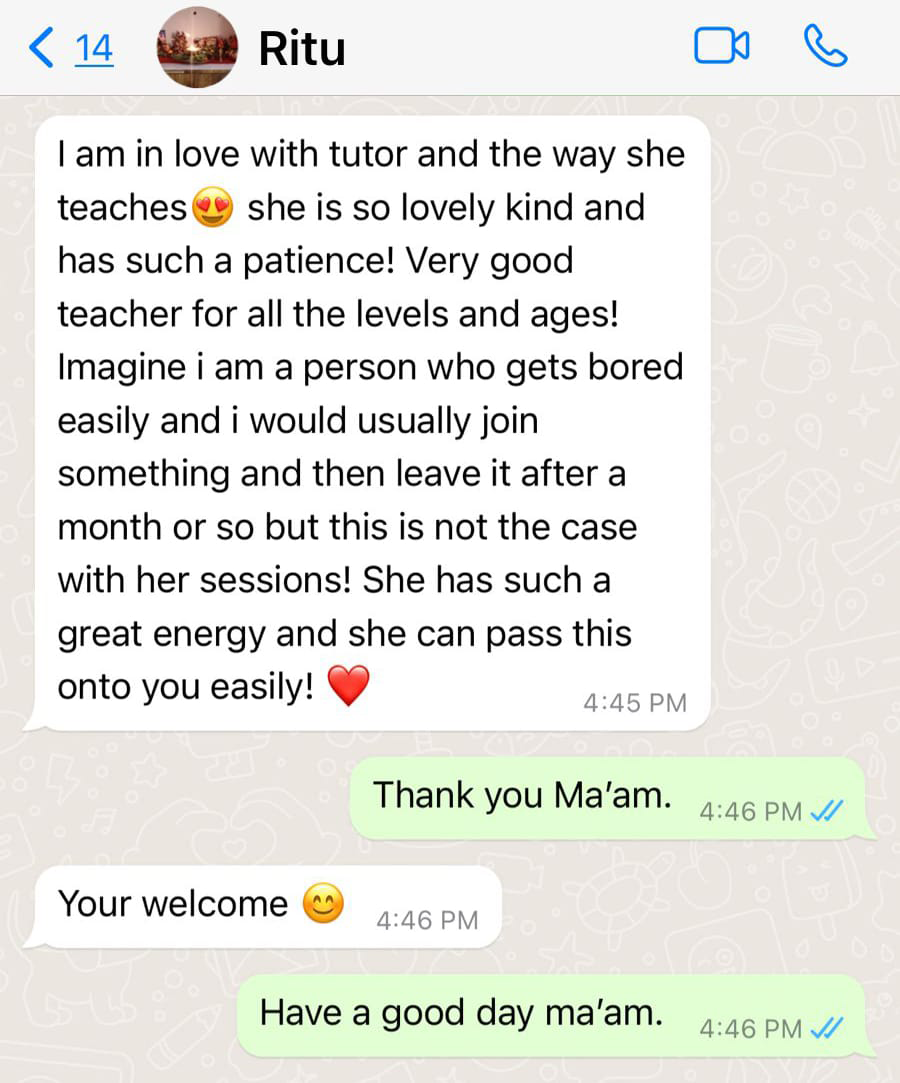 14 Ritu
I am in love with tutor and the way she
teaches😍 she is so lovely kind and
has such a patience! Very good
teacher for all the levels and ages!
Imagine i am a person who gets bored
easily and i would usually join
something and then leave it after a
month or so but this is not the case
with her sessions! She has such a
great energy and she can pass this
onto you easily! ❤️
4:45 PM
Thank you Ma’am. 4:46 PM
Your welcome 😊 4:46 PM
Have a good day ma’am. 4:46 PM